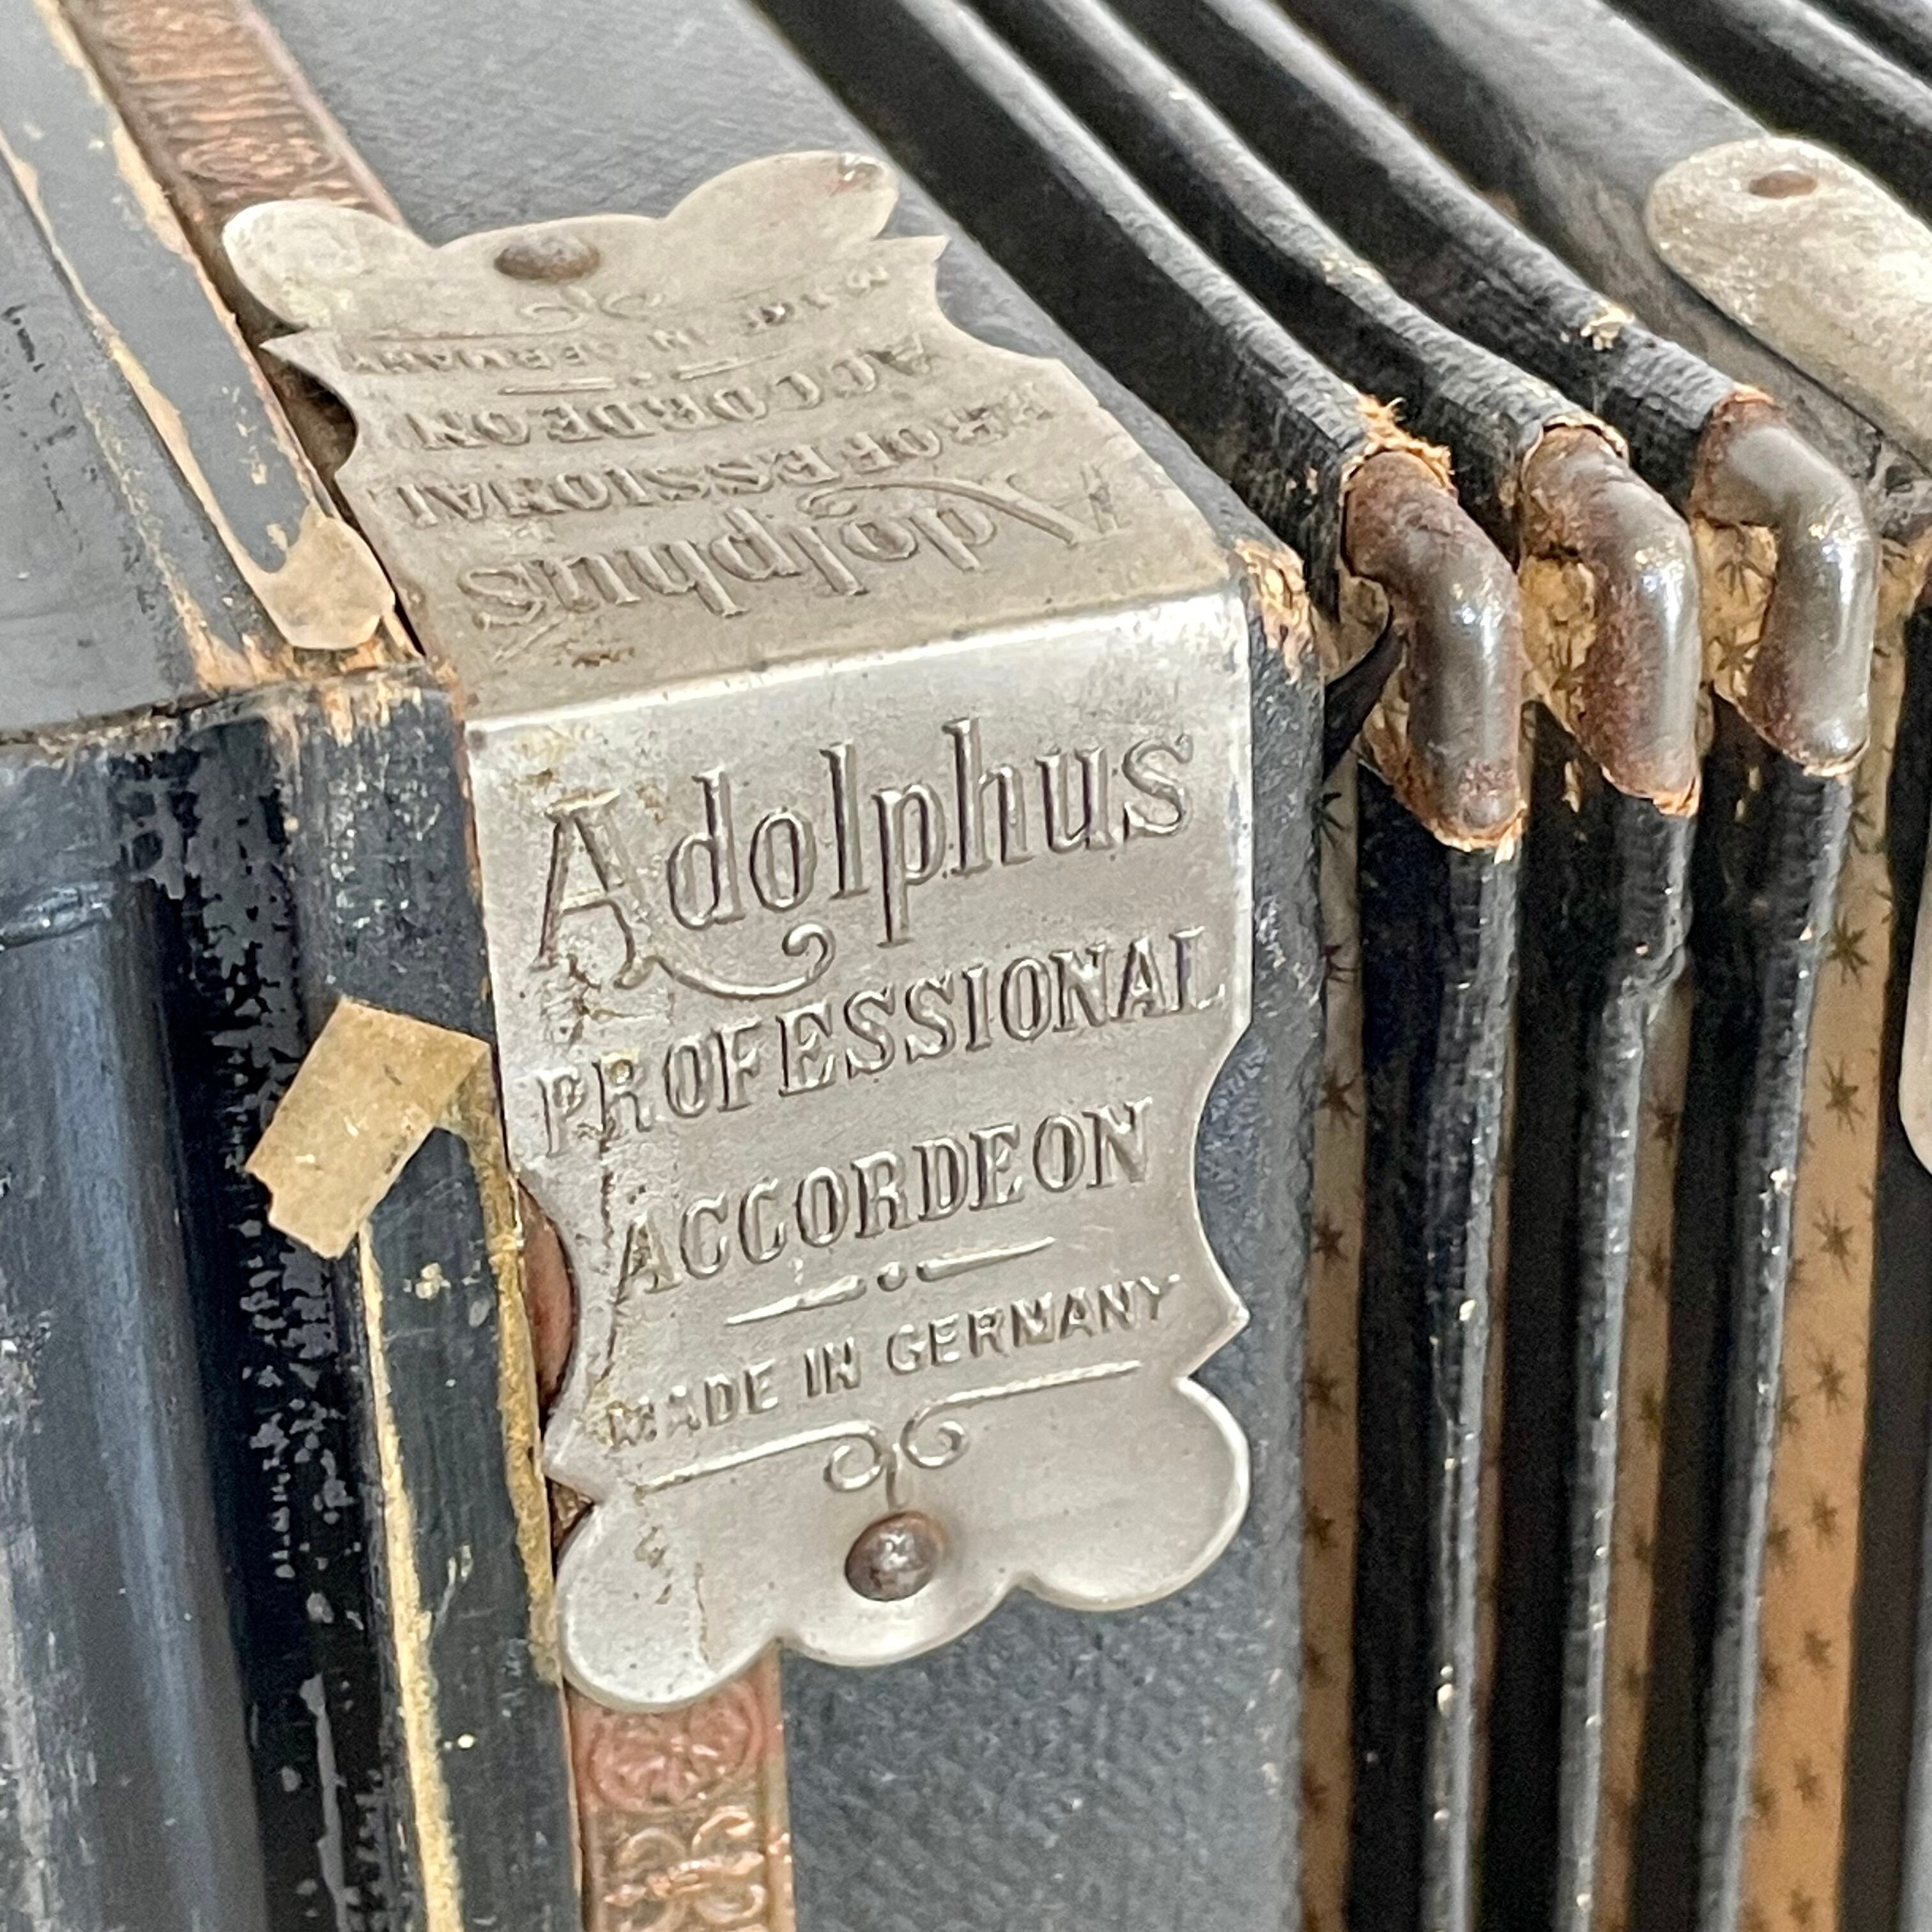 Adolphus
PROFESSIONAL
ACCORDEON
MADE IN GERMANY
Adolphus
PROFESSIONAL
ACCORDEON
MADE IN GERMANY